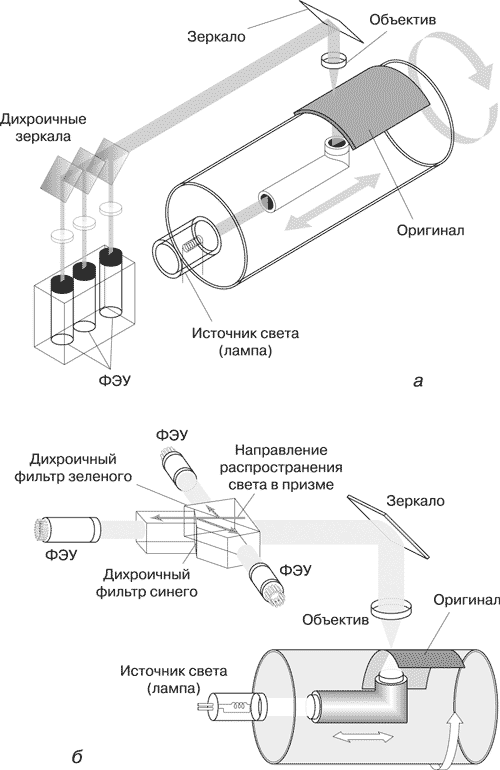 Зеркало
Объектив
Дихроичные
зеркала
Оригинал
Источник света
(лампа)
ФЭУ
а
ФЭУ
Дихроичный
фильтр зеленого
Направление
распространения
света в призме
Зеркало
ФЭУ
ФЭУ
Дихроичный
фильтр синего
Объектив
Оригинал
Источник света
(лампа)
б